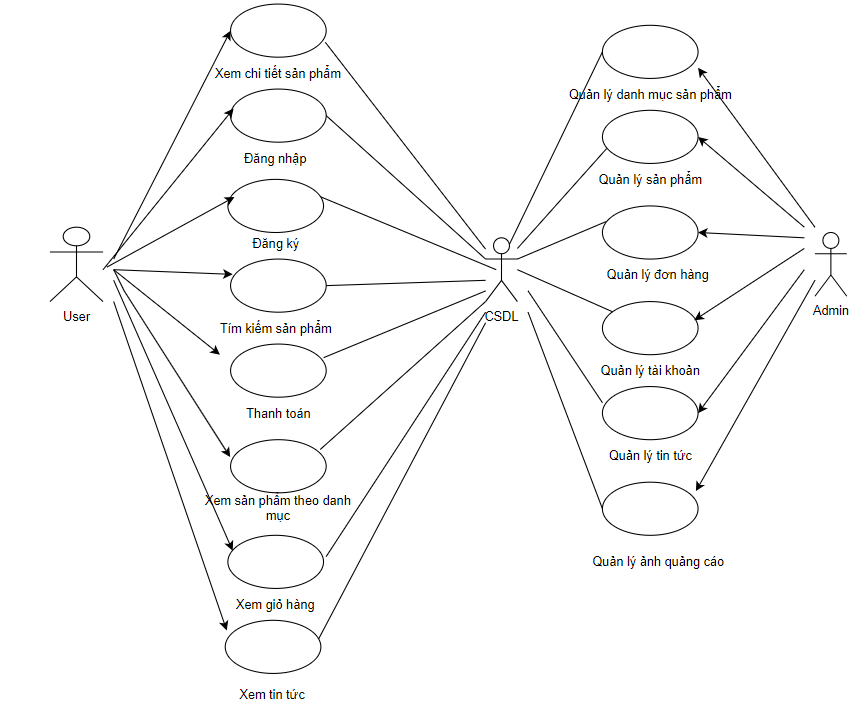 Xem chi tiết sản phẩm
Đăng nhập
Đăng ký
Tím kiếm sản phẩm
Thanh toán
Xem sản phẩm theo danh
mục
Xem giỏ hàng
Xem tin tức
User
CSDL
Quản lý danh mục sản phẩm
Quản lý sản phẩm
Quản lý đơn hàng
Quản lý tài khoản
Quản lý tin tức
Quản lý ảnh quảng cáo
Admin